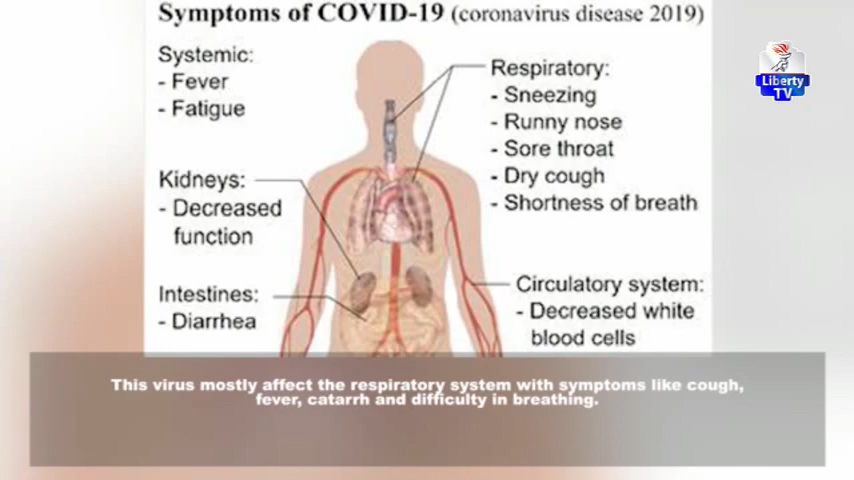 Symptoms of COVID-19 (coronavirus disease 2019)
Systemic:
- Fever
- Fatigue
Kidneys:
- Decreased
function
Intestines:
- Diarrhea
Respiratory:
- Sneezing
- Runny nose
- Sore throat
- Dry cough
- Shortness of breath
Circulatory system:
- Decreased white
blood cells
Liberty
TV
This virus mostly affect the respiratory system with symptoms like cough,
fever, catarrh and difficulty in breathing.